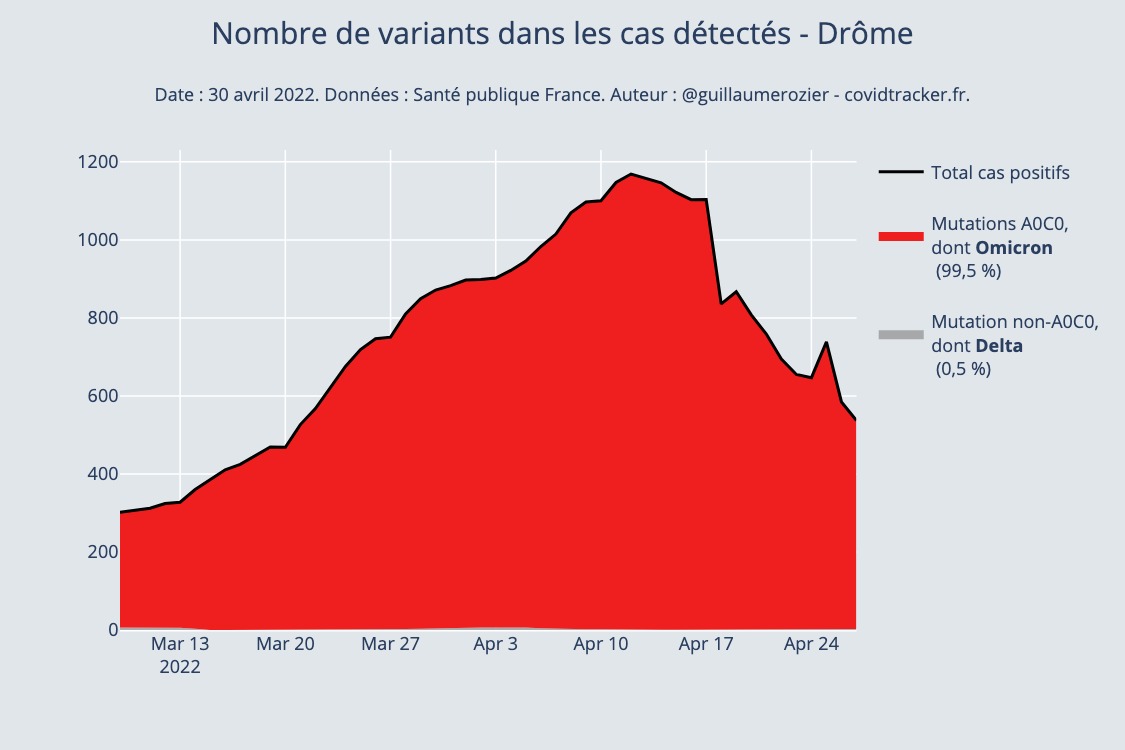 Nombre de variants dans les cas détectés - Drôme
Date : 30 avril 2022. Données : Santé publique France. Auteur : @guillaumerozier - covidtracker.fr.
1200
1000
800
600
400
200
0
Mar 13
2022
Mar 20
Mar 27
Apr 3
Apr 10
Apr 17
Apr 24
Total cas positifs
Mutations A0C0,
dont Omicron
(99,5 %)
Mutation non-A0C0,
dont Delta
(0,5 %)